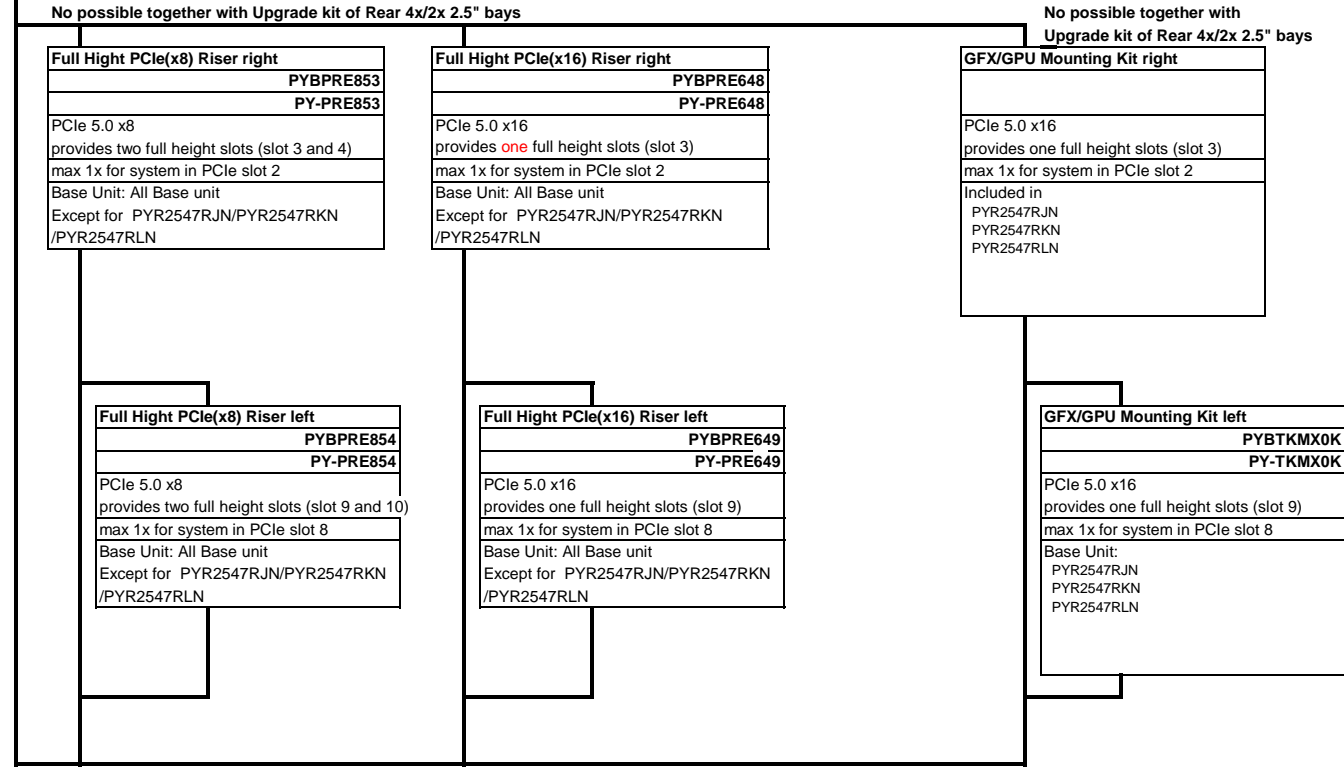 No possible together with Upgrade kit of Rear 4x/2x 2.5" bays
No possible together with
Upgrade kit of Rear 4x/2x 2.5" bays
Full Hight PCIe(x8) Riser right
PYBPRE853
PY-PRE853
PCIe 5.0 x8
provides two full height slots (slot 3 and 4)
max 1x for system in PCIe slot 2
Base Unit: All Base unit
Except for PYR2547RJN/PYR2547RKN
/PYR2547RLN
Full Hight PCIe(x16) Riser right
PYBPRE648
PY-PRE648
PCIe 5.0 x16
provides one full height slots (slot 3)
max 1x for system in PCIe slot 2
Base Unit: All Base unit
Except for PYR2547RJN/PYR2547RKN
/PYR2547RLN
GFX/GPU Mounting Kit right
PCIe 5.0 x16
provides one full height slots (slot 3)
max 1x for system in PCIe slot 2
Included in
PYR2547RJN
PYR2547RKN
PYR2547RLN
Full Hight PCIe(x8) Riser left
PYBPRE854
PY-PRE854
PCIe 5.0 x8
provides two full height slots (slot 9 and 10)
max 1x for system in PCIe slot 8
Base Unit: All Base unit
Except for PYR2547RJN/PYR2547RKN
/PYR2547RLN
Full Hight PCIe(x16) Riser left
PYBPRE649
PY-PRE649
PCIe 5.0 x16
provides one full height slots (slot 9)
max 1x for system in PCIe slot 8
Base Unit: All Base unit
Except for PYR2547RJN/PYR2547RKN
/PYR2547RLN
GFX/GPU Mounting Kit left
PYBTKMX0K
PY-TKMX0K
PCIe 5.0 x16
provides one full height slots (slot 9)
max 1x for system in PCIe slot 8
Base Unit:
PYR2547RJN
PYR2547RKN
PYR2547RLN